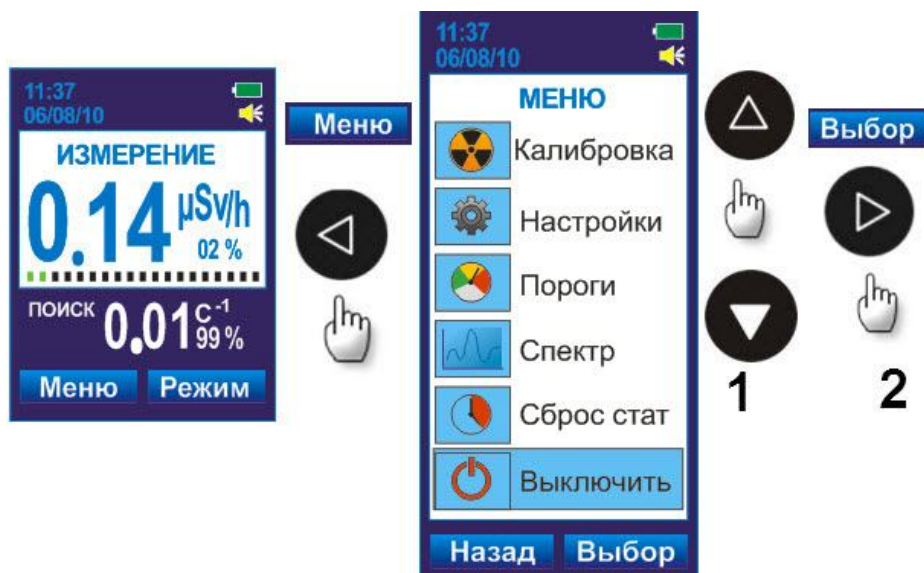 11:37
06/08/10
ИЗМЕРЕНИЕ
0.14 µSv/h
02 %
ПОИСК 0.01 С⁻¹
99 %
Меню Режим
Меню
11:37
06/08/10
МЕНЮ
Калибровка
Настройки
Пороги
Спектр
Сброс стат
Выключить
Назад Выбор
1
Выбор
2